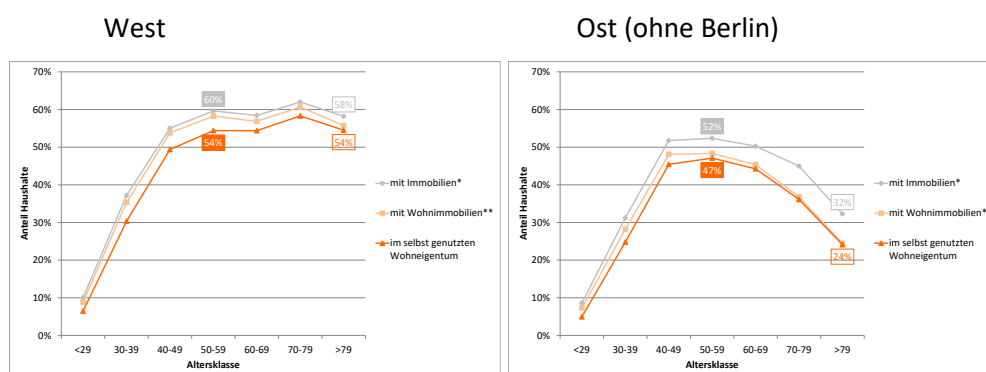 West
Ost (ohne Berlin)
70%
60%
50%
40%
30%
20%
10%
0%
Anteil Haushalte
60%
58%
54%
54%
<29
30-39
40-49
50-59
60-69
70-79
>79
Altersklasse
mit Immobilien*
mit Wohnimmobilien**
im selbst genutzten
Wohneigentum
70%
60%
50%
40%
30%
20%
10%
0%
Anteil Haushalte
52%
47%
32%
24%
<29
30-39
40-49
50-59
60-69
70-79
>79
Altersklasse
mit Immobilien*
mit Wohnimmobilien*
im selbst genutzten
Wohneigentum